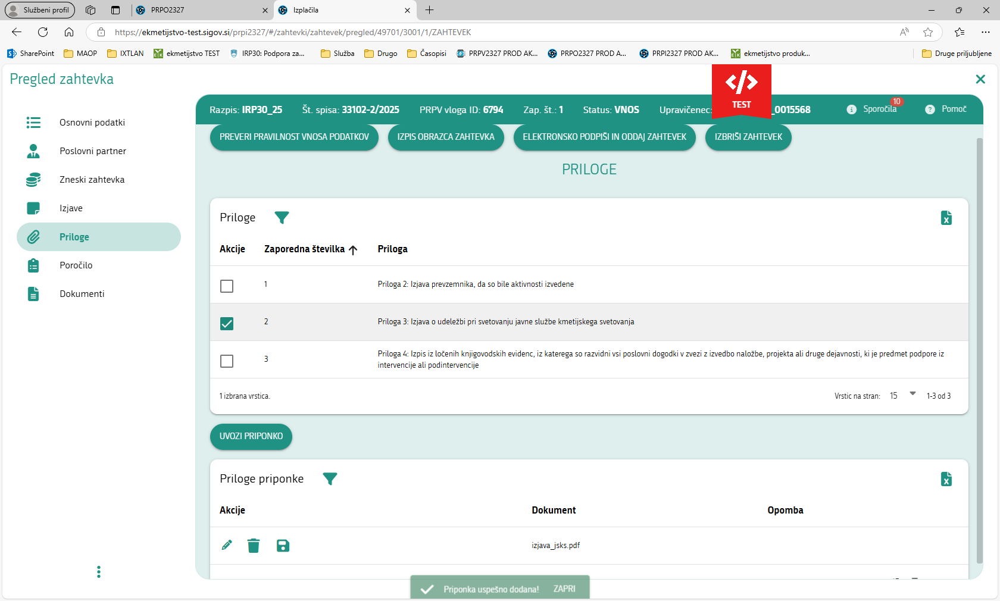 Službeni profil
PRPO2327
Izplačila
https://ekmetijstvo-test.sigov.si/prpi2327/#/zahtevki/zahtevek/pregled/49701/3001/1/ZAHTEVEK
SharePoint
MAOP
IXTLAN
ekmetijstvo TEST
IRP30: Podpora za...
Služba
Drugo
Časopisi
PRPV2327 PROD AK...
PRPO2327 PROD A...
PRPI2327 PROD AK...
ekmetijstvo produk...
Druge priljubljene
Pregled zahtevka
Osnovni podatki
Poslovni partner
Zneski zahtevka
Izjave
Priloge
Poročilo
Dokumenti
Razpis: IRP30_25
Št. spisa: 33102-2/2025
PRPV vloga ID: 6794
Zap. št.: 1
Status: VNOS
Upravičenec:
_0015568
TEST
Sporočila
10
Pomoč
PREVERI PRAVILNOST VNOSA PODATKOV
IZPIS OBRAZCA ZAHTEVKA
ELEKTRONSKO PODPIŠI IN ODDAJ ZAHTEVEK
IZBRIŠI ZAHTEVEK
PRILOGE
Priloge
Akcije Zaporedna številka Priloga
1 Priloga 2: Izjava prevzemnika, da so bile aktivnosti izvedene
2 Priloga 3: Izjava o udeležbi pri svetovanju javne službe kmetijskega svetovanja
3 Priloga 4: Izpis iz ločenih knjigovodskih evidenc, iz katerega so razvidni vsi poslovni dogodki v zvezi z izvedbo naložbe, projekta ali druge dejavnosti, ki je predmet podpore iz
intervencije ali podintervencije
1 izbrana vrstica.
Vrstic na stran: 15 1-3 od 3
UVOZI PRIPONKO
Priloge priponke
Akcije Dokument Opomba
izjava_jsks.pdf
Priponka uspešno dodana! ZAPRI